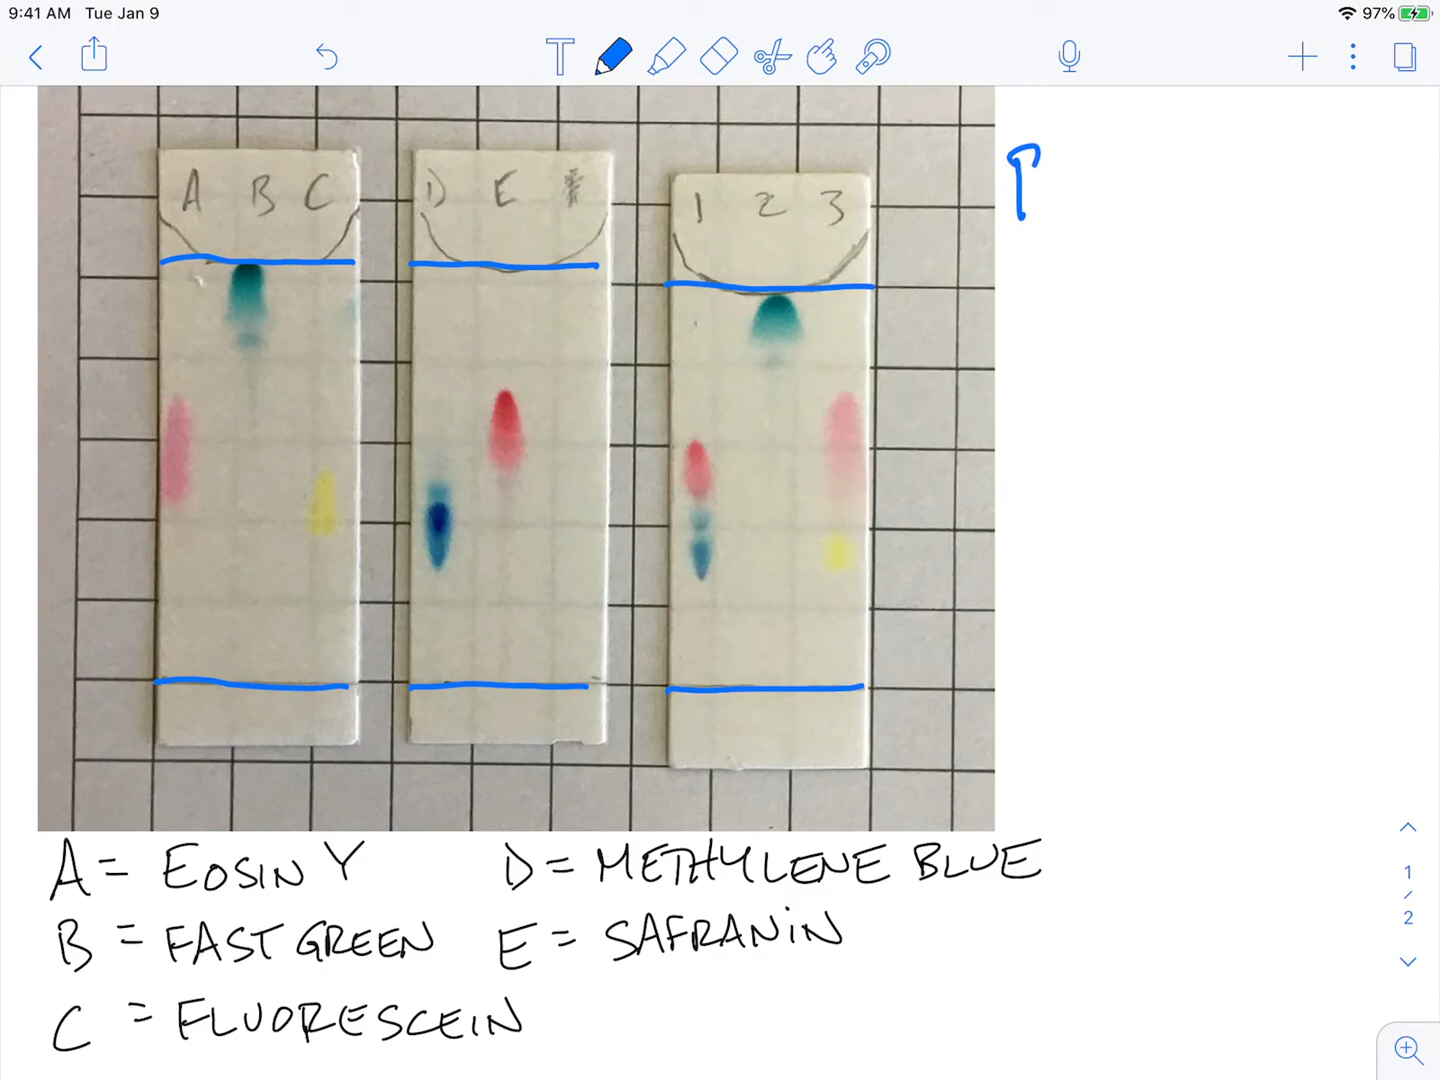 9:41 AM Tue Jan 9 97%
T
A B C
D E
1 2 3
A = EOSIN Y
B = FAST GREEN
C = FLUORESCEIN
D = METHYLENE BLUE
E = SAFRANIN
1
/
2